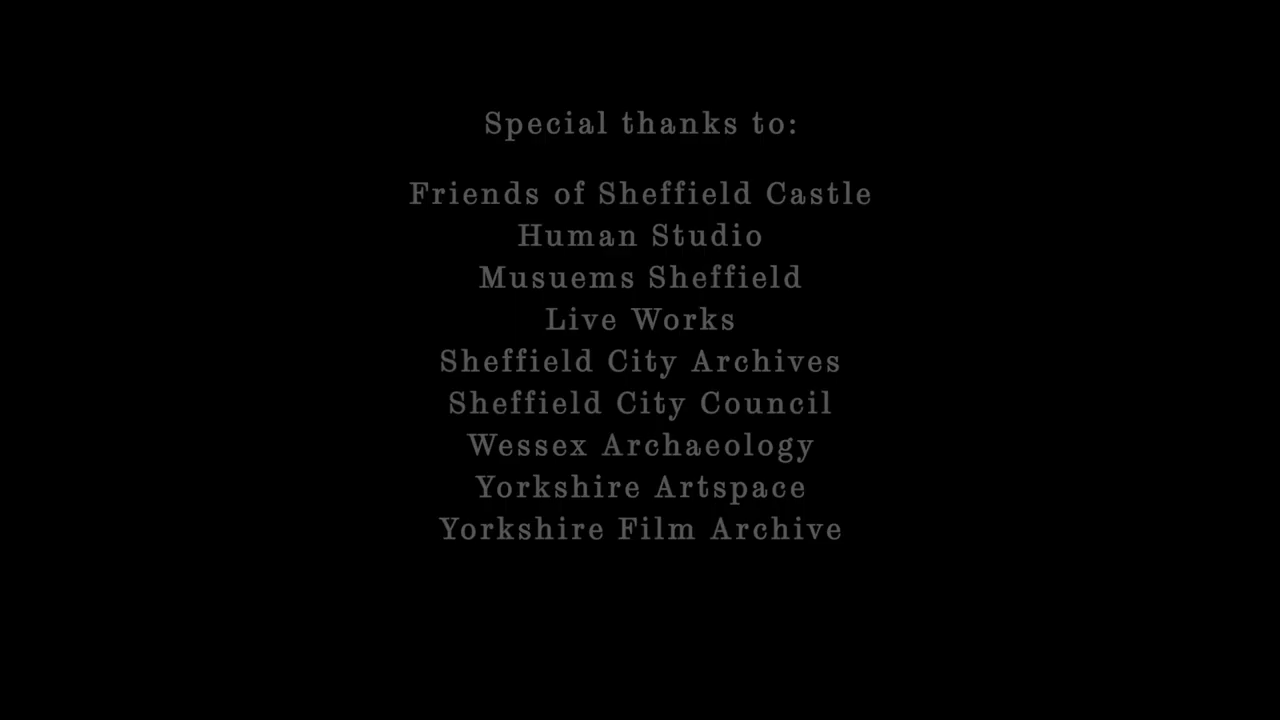 Special thanks to:
Friends of Sheffield Castle
Human Studio
Musuems Sheffield
Live Works
Sheffield City Archives
Sheffield City Council
Wessex Archaeology
Yorkshire Artspace
Yorkshire Film Archive